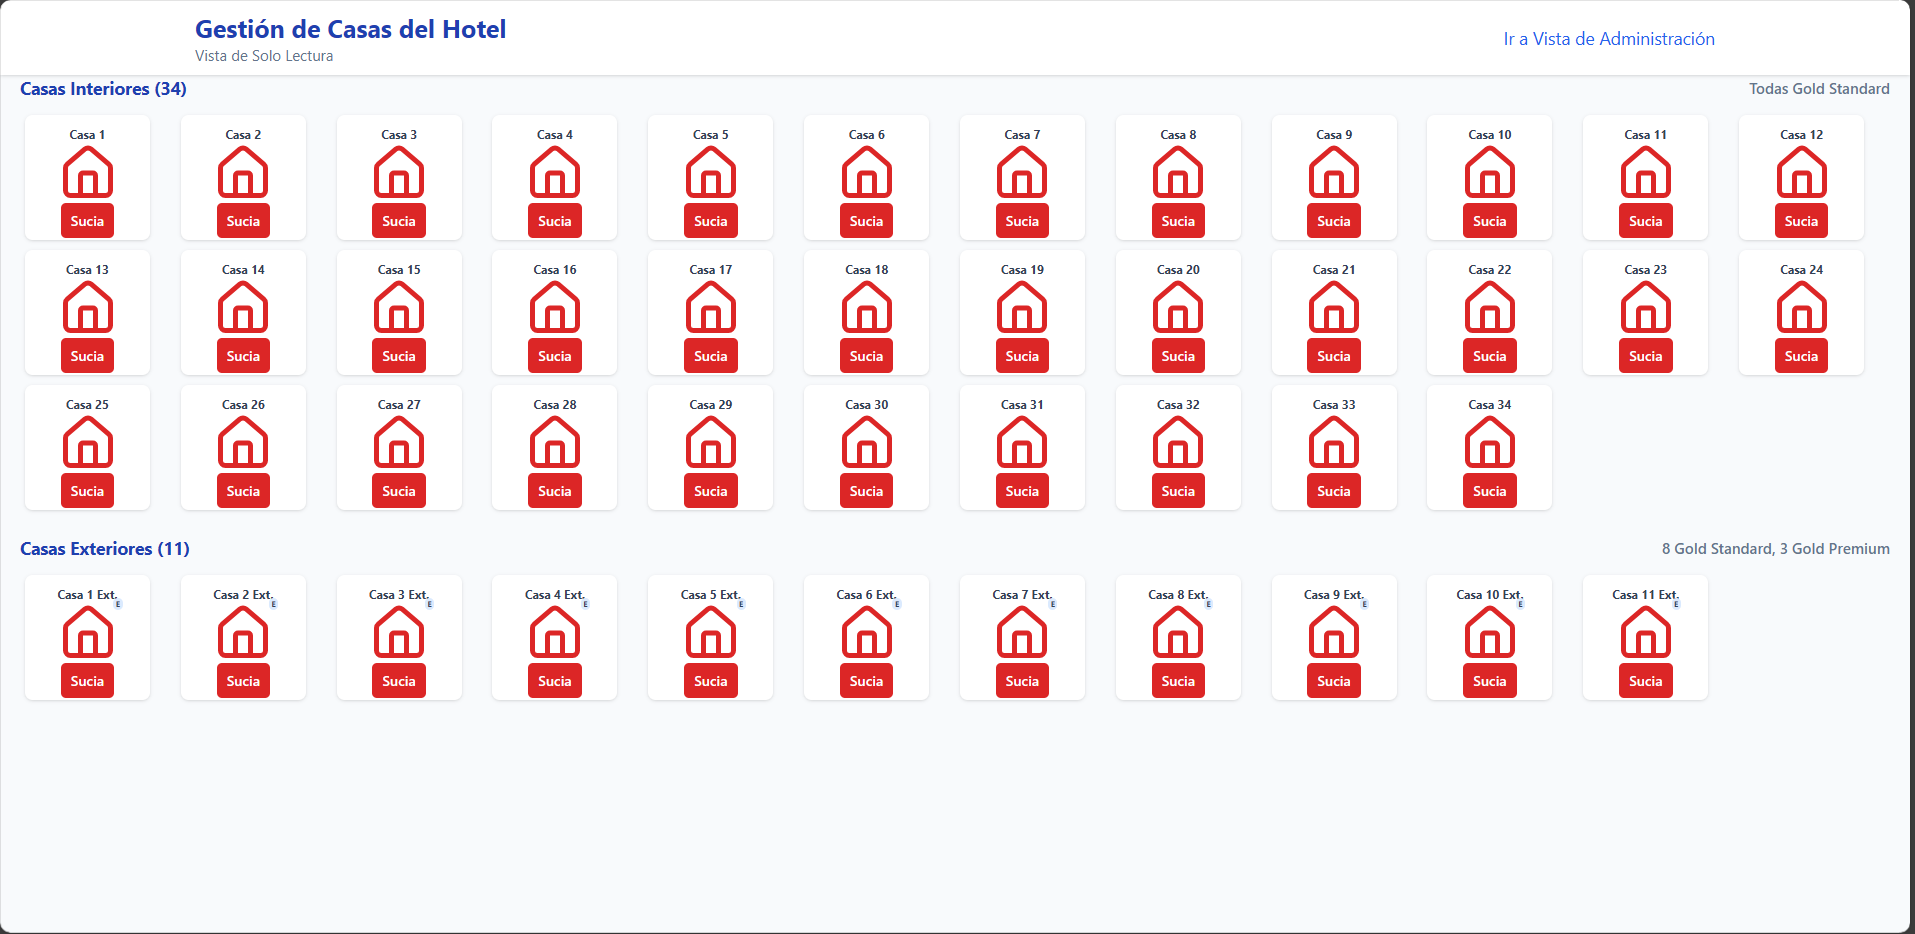 Gestión de Casas del Hotel
Vista de Solo Lectura
Ir a Vista de Administración
Casas Interiores (34)
Todas Gold Standard
Casa 1
Sucia
Casa 2
Sucia
Casa 3
Sucia
Casa 4
Sucia
Casa 5
Sucia
Casa 6
Sucia
Casa 7
Sucia
Casa 8
Sucia
Casa 9
Sucia
Casa 10
Sucia
Casa 11
Sucia
Casa 12
Sucia
Casa 13
Sucia
Casa 14
Sucia
Casa 15
Sucia
Casa 16
Sucia
Casa 17
Sucia
Casa 18
Sucia
Casa 19
Sucia
Casa 20
Sucia
Casa 21
Sucia
Casa 22
Sucia
Casa 23
Sucia
Casa 24
Sucia
Casa 25
Sucia
Casa 26
Sucia
Casa 27
Sucia
Casa 28
Sucia
Casa 29
Sucia
Casa 30
Sucia
Casa 31
Sucia
Casa 32
Sucia
Casa 33
Sucia
Casa 34
Sucia
Casas Exteriores (11)
8 Gold Standard, 3 Gold Premium
Casa 1 Ext.
E
Sucia
Casa 2 Ext.
E
Sucia
Casa 3 Ext.
E
Sucia
Casa 4 Ext.
E
Sucia
Casa 5 Ext.
E
Sucia
Casa 6 Ext.
E
Sucia
Casa 7 Ext.
E
Sucia
Casa 8 Ext.
E
Sucia
Casa 9 Ext.
E
Sucia
Casa 10 Ext.
E
Sucia
Casa 11 Ext.
E
Sucia